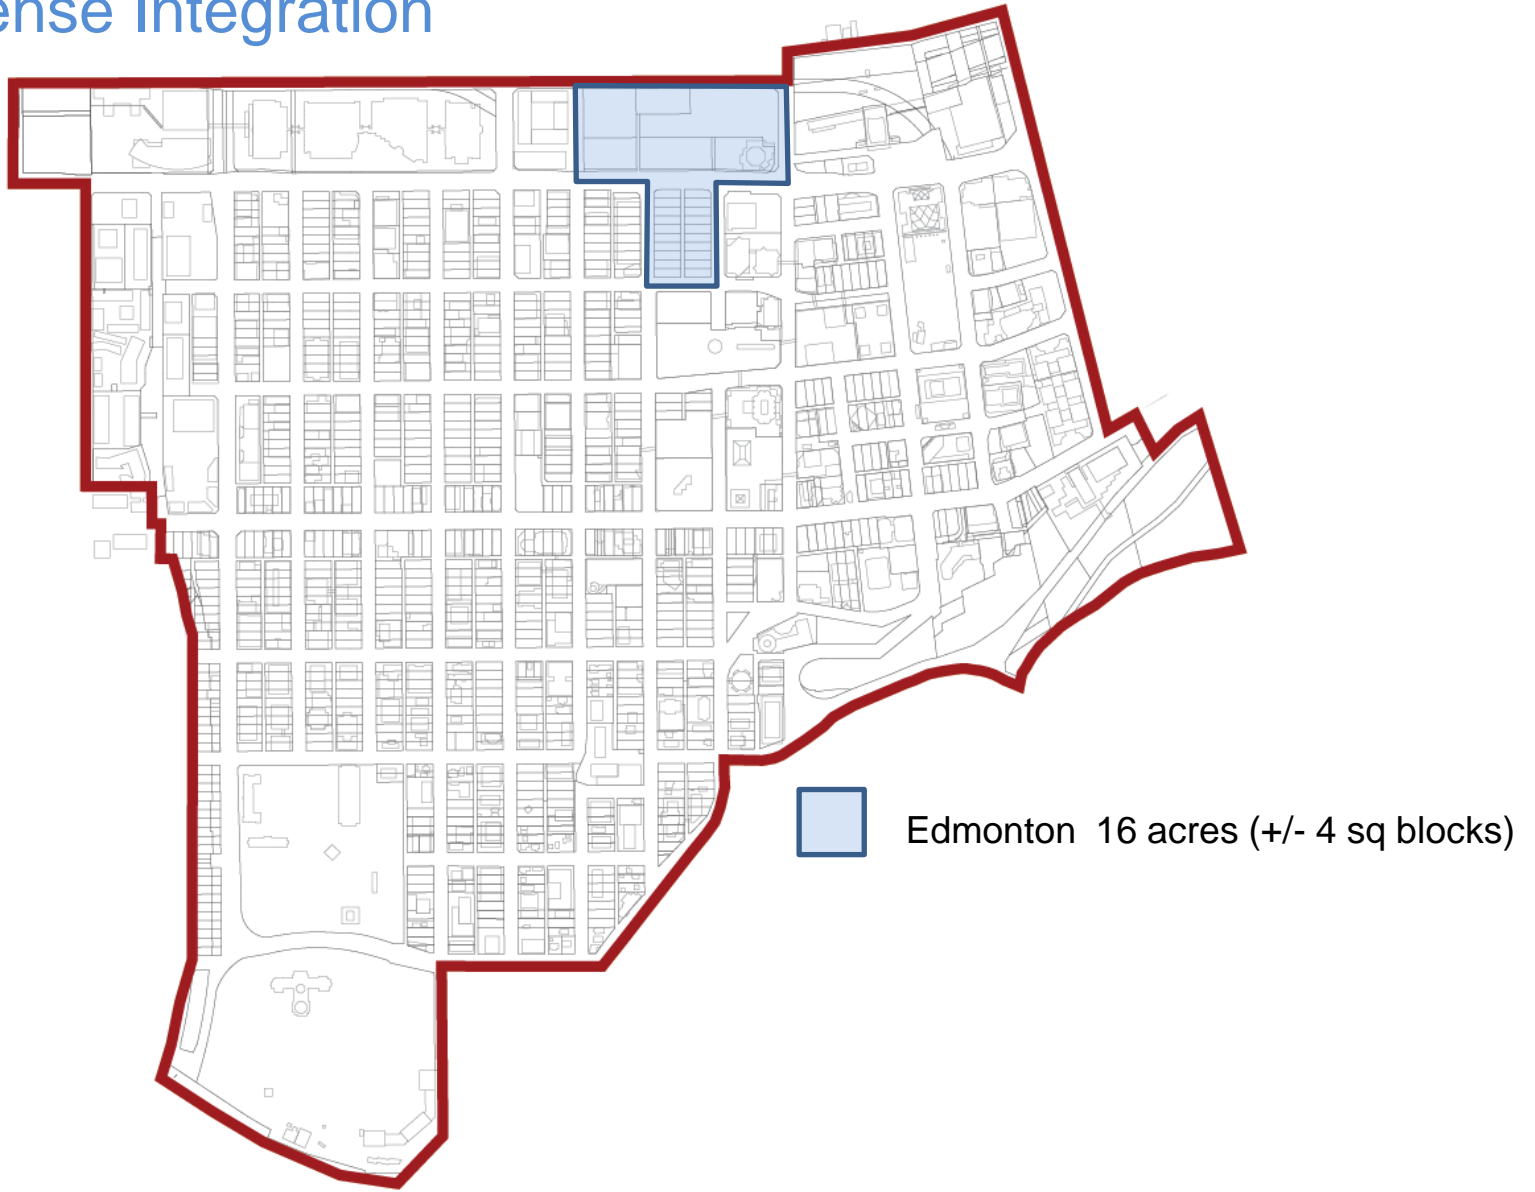 ense Integration
Edmonton 16 acres (+/- 4 sq blocks)